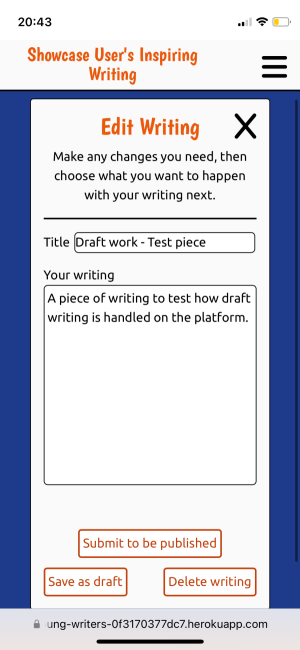 20:43
Showcase User's Inspiring
Writing
Edit Writing
Make any changes you need, then
choose what you want to happen
with your writing next.
Title Draft work - Test piece
Your writing
A piece of writing to test how draft
writing is handled on the platform.
Submit to be published
Save as draft Delete writing
ung-writers-0f3170377dc7.herokuapp.com